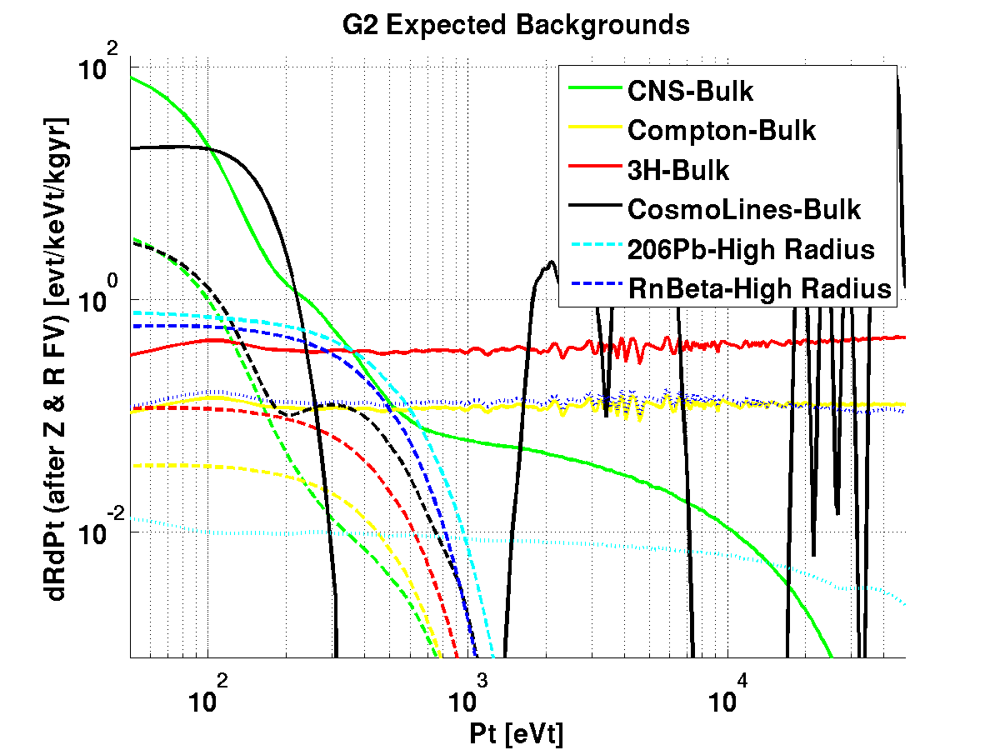 G2 Expected Backgrounds
dRdPt (after Z & R FV) [evt/keVt/kgyr]
10^2
10^0
10^-2
CNS-Bulk
Compton-Bulk
3H-Bulk
CosmoLines-Bulk
206Pb-High Radius
RnBeta-High Radius
10^2
10^3
10^4
Pt [eVt]